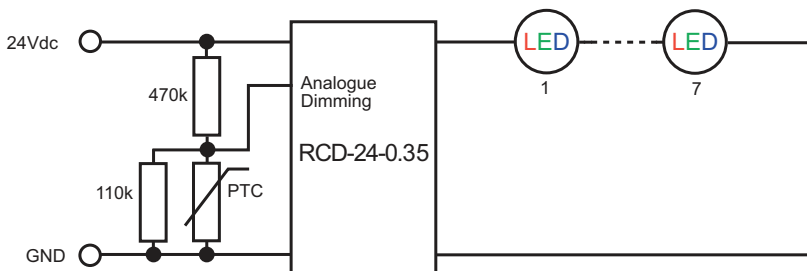 24Vdc
470k
Analogue
Dimming
RCD-24-0.35
LED
LED
1
7
110k
PTC
GND